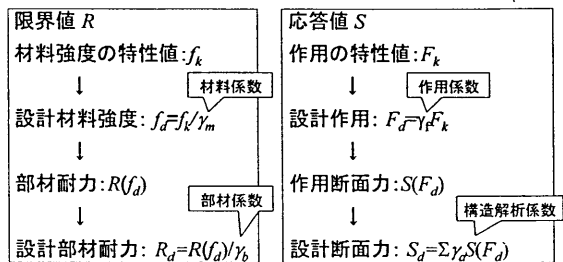 限界値 R
材料強度の特性値: f_k
材料係数
↓
設計材料強度: f_d=f_k/γ_m
↓
部材耐力: R(f_d)
部材係数
↓
設計部材耐力: R_d=R(f_d)/γ_b
応答値 S
作用の特性値: F_k
作用係数
↓
設計作用: F_d=γ_fF_k
↓
作用断面力: S(F_d)
構造解析係数
↓
設計断面力: S_d=Σγ_dS(F_d)